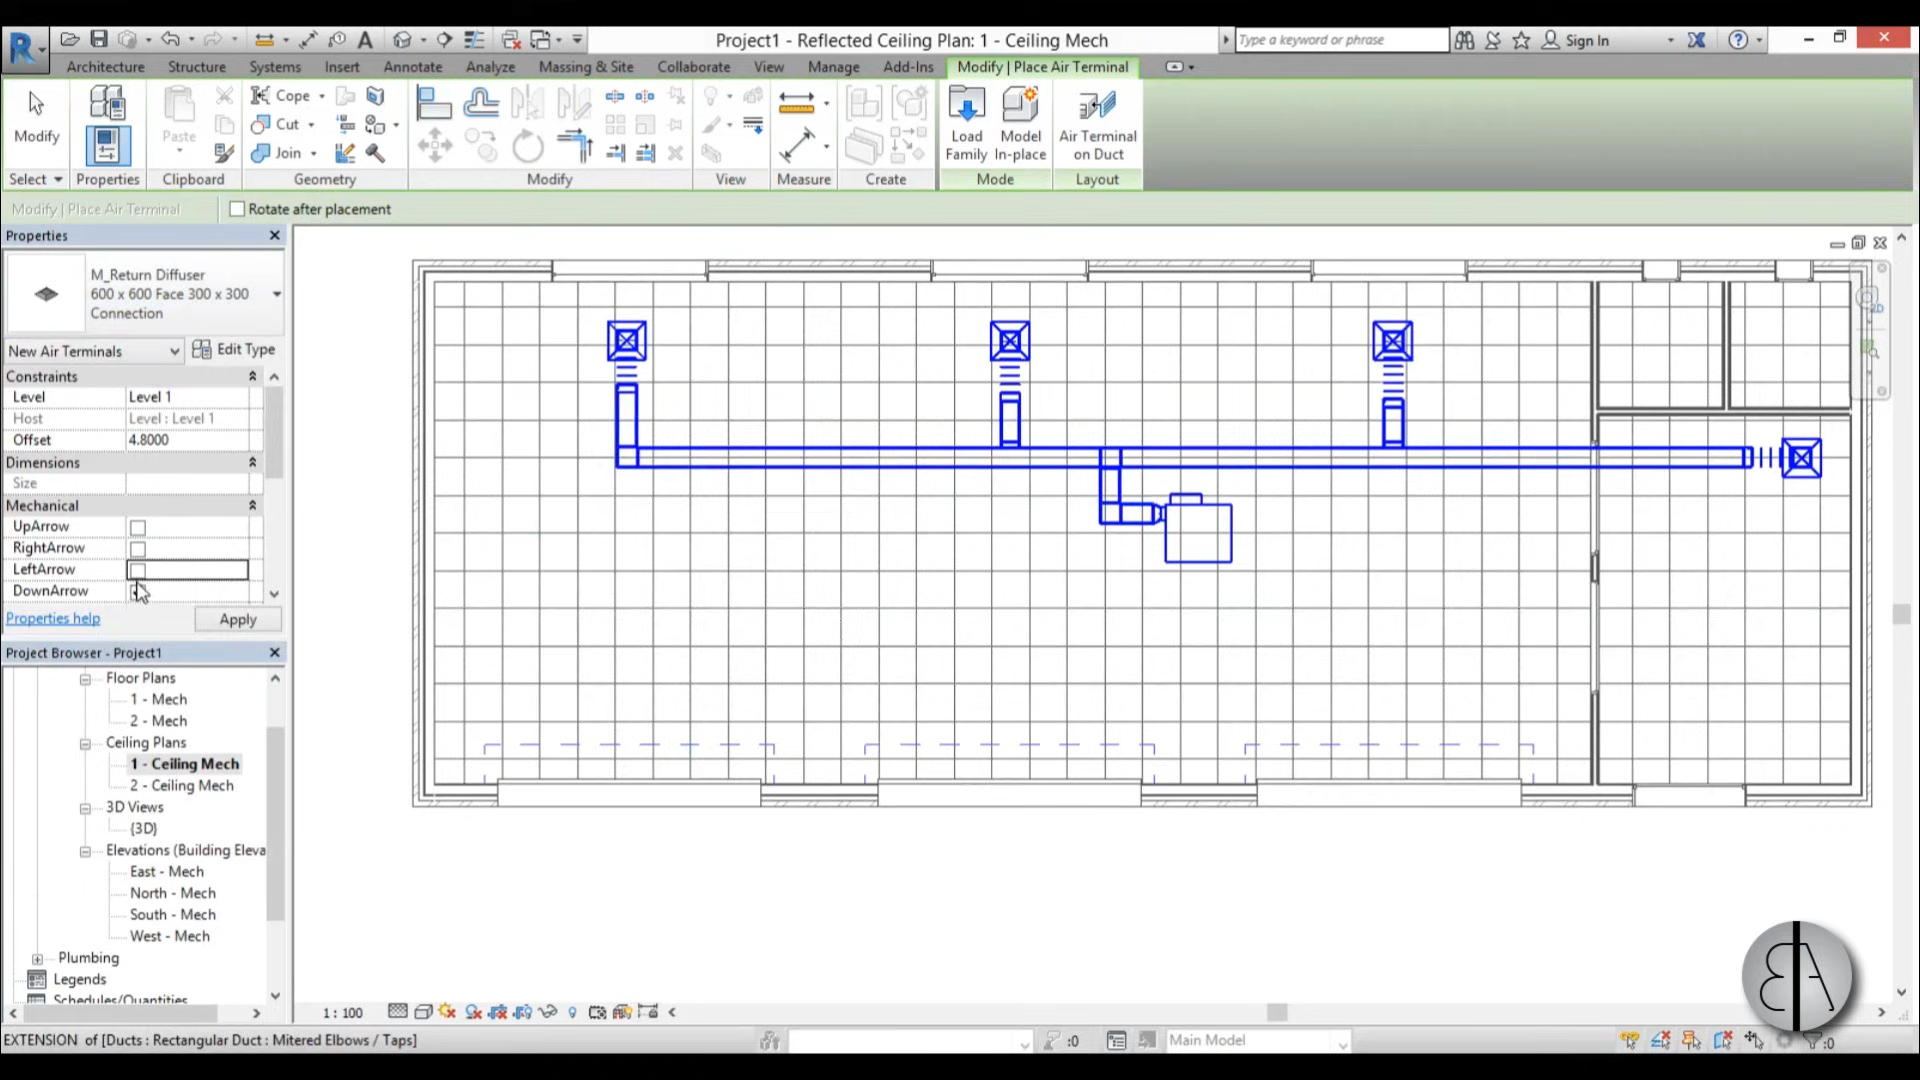 R
A
Project1 - Reflected Ceiling Plan: 1 - Ceiling Mech
Type a keyword or phrase
Sign In
Architecture Structure Systems Insert Annotate Analyze Massing & Site Collaborate View Manage Add-Ins Modify | Place Air Terminal
Modify
Paste
Cope
Cut
Join
Load Family
Model In-place
Air Terminal on Duct
Select Properties Clipboard Geometry Modify View Measure Create Mode Layout
Modify | Place Air Terminal
Rotate after placement
Properties
M_Return Diffuser
600 x 600 Face 300 x 300
Connection
New Air Terminals Edit Type
Constraints
Level Level 1
Host Level : Level 1
Offset 4.8000
Dimensions
Size
Mechanical
UpArrow
RightArrow
LeftArrow
DownArrow
Properties help Apply
Project Browser - Project1
Floor Plans
1 - Mech
2 - Mech
Ceiling Plans
1 - Ceiling Mech
2 - Ceiling Mech
3D Views
{3D}
Elevations (Building Eleva
East - Mech
North - Mech
South - Mech
West - Mech
Plumbing
Legends
Schedules/Quantities
2D
1 : 100
EXTENSION of [Ducts : Rectangular Duct : Mitered Elbows / Taps]
:0
Main Model
:0